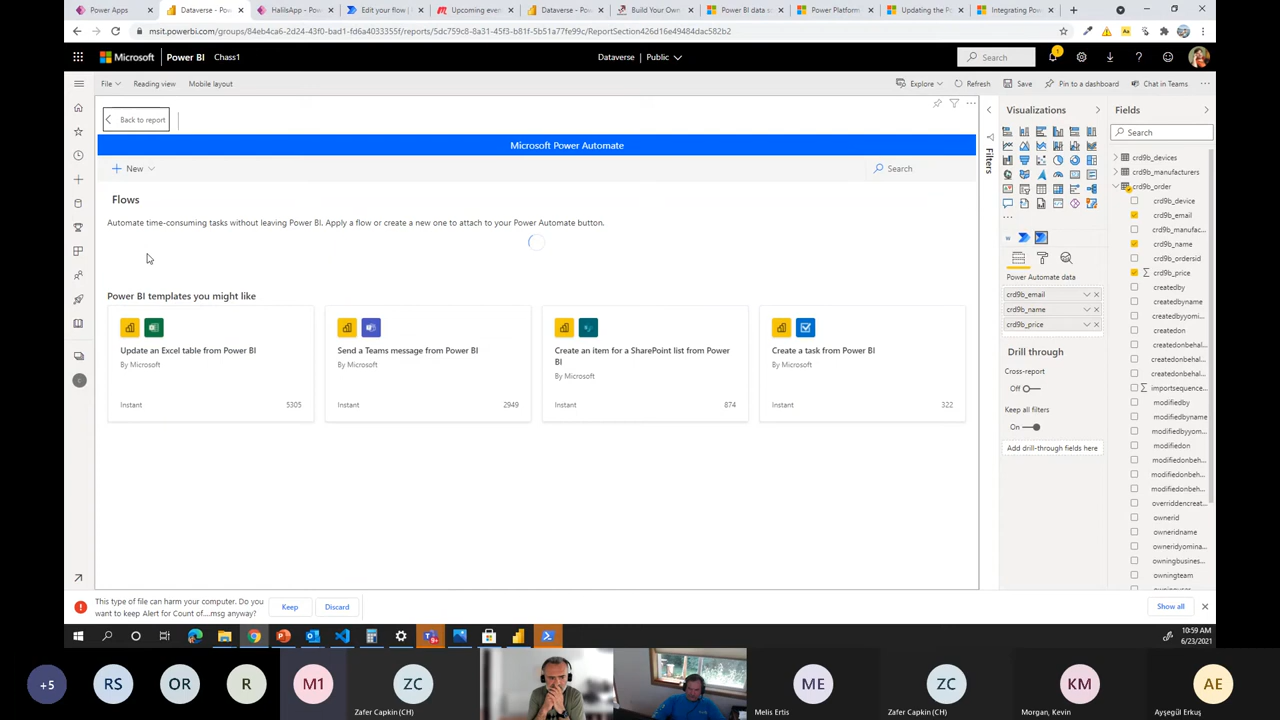 Power Apps
Dataverse - Pow
HalilsApp - Po
Edit your flow |
Upcoming even
Dataverse - Po
Build Your Own
Power BI data s
Power Platform
Updating the Po
Integrating Pow
msit.powerbi.com/groups/84eb4ca6-2d24-43f0-bad1-fd6a4033355f/reports/5dc759c8-8a31-45f3-b81f-5b51a77fe99c/ReportSection426d16e49484dac582b2
Microsoft Power BI Chass1
Dataverse | Public
Search
1
File
Reading view
Mobile layout
Explore
Refresh
Save
Pin to a dashboard
Chat in Teams
Back to report
Microsoft Power Automate
New
Search
Flows
Automate time-consuming tasks without leaving Power BI. Apply a flow or create a new one to attach to your Power Automate button.
Power BI templates you might like
Update an Excel table from Power BI
By Microsoft
Instant 5305
Send a Teams message from Power BI
By Microsoft
Instant 2949
Create an item for a SharePoint list from Power
BI
By Microsoft
Instant 874
Create a task from Power BI
By Microsoft
Instant 322
Filters
Visualizations
Power Automate data
crd9b_email
crd9b_name
crd9b_price
Drill through
Cross-report
Off
Keep all filters
On
Add drill-through fields here
Fields
Search
crd9b_devices
crd9b_manufacturers
crd9b_order
crd9b_device
crd9b_email
crd9b_manufac...
crd9b_name
crd9b_ordersid
crd9b_price
createdby
createdbyname
createdbyyomi...
createdon
createdonbehal...
createdonbehal...
createdonbehal...
importsequence...
modifiedby
modifiedbyname
modifiedbyyom...
modifiedon
modifiedonbeh...
modifiedonbeh...
modifiedonbeh...
overriddencreat...
ownerid
owneridname
owneridyomina...
owningbusines...
owningteam
This type of file can harm your computer. Do you
want to keep Alert for Count of....msg anyway?
Keep
Discard
Show all
10:59 AM
6/23/2021
+5
RS
OR
R
M1
ZC
Zafer Capkin (CH)
ME
Melis Ertis
ZC
Zafer Capkin (CH)
KM
Morgan, Kevin
AE
Ayşegül Erkuş